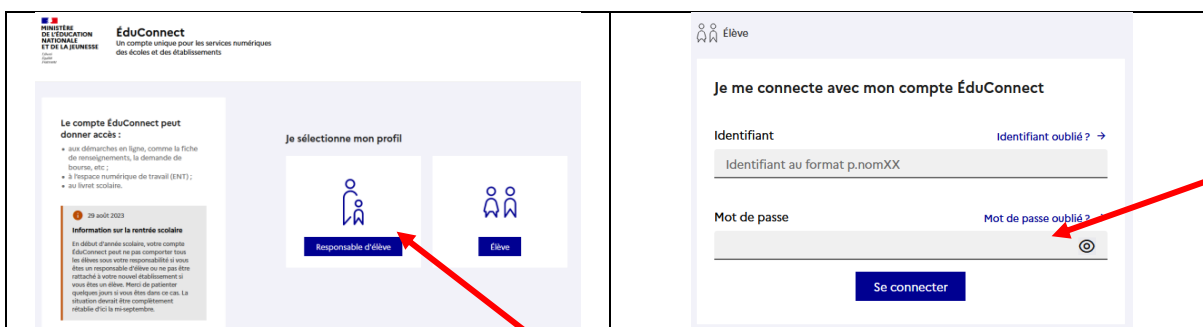 MINISTÈRE
DE L'ÉDUCATION
NATIONALE
ET DE LA JEUNESSE
Liberté
Égalité
Fraternité
ÉduConnect
Un compte unique pour les services numériques
des écoles et des établissements
Le compte ÉduConnect peut
donner accès :
• aux démarches en ligne, comme la fiche
de renseignements, la demande de
bourse, etc ;
• à l'espace numérique de travail (ENT) ;
• au livret scolaire.
29 août 2023
Information sur la rentrée scolaire
En début d'année scolaire, votre compte
ÉduConnect peut ne pas comporter tous
les élèves sous votre responsabilité si vous
êtes un responsable d'élève ou ne pas être
rattaché à votre nouvel établissement si
vous êtes un élève. Merci de patienter
quelques jours si vous êtes dans ce cas. La
situation devrait être complètement
rétablie d'ici la mi-septembre.
Je sélectionne mon profil
Responsable d'élève
Élève
Élève
Je me connecte avec mon compte ÉduConnect
Identifiant
Identifiant oublié ? →
Identifiant au format p.nomXX
Mot de passe
Mot de passe oublié ?
Se connecter